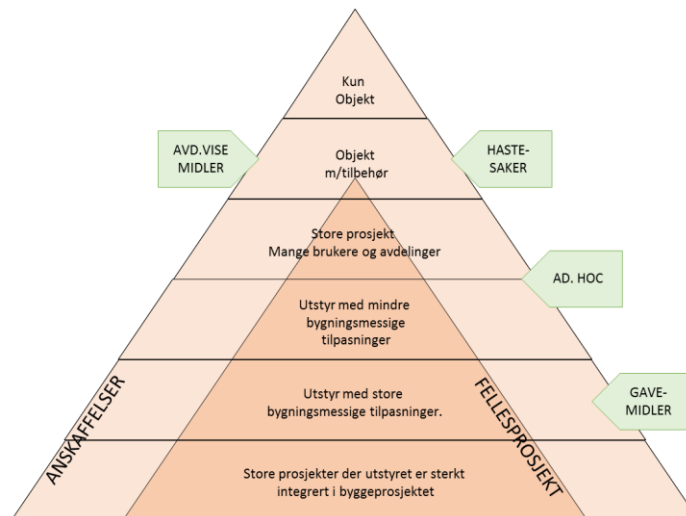 Kun
Objekt
AVD.VISE
MIDLER
Objekt
m/tilbehør
HASTE-
SAKER
Store prosjekt
Mange brukere og avdelinger
AD. HOC
Utstyr med mindre
bygningsmessige
tilpasninger
ANSKAFFELSER
Utstyr med store
bygningsmessige tilpasninger.
FELLESPROSJEKT
GAVE-
MIDLER
Store prosjekter der utstyret er sterkt
integrert i byggeprosjektet